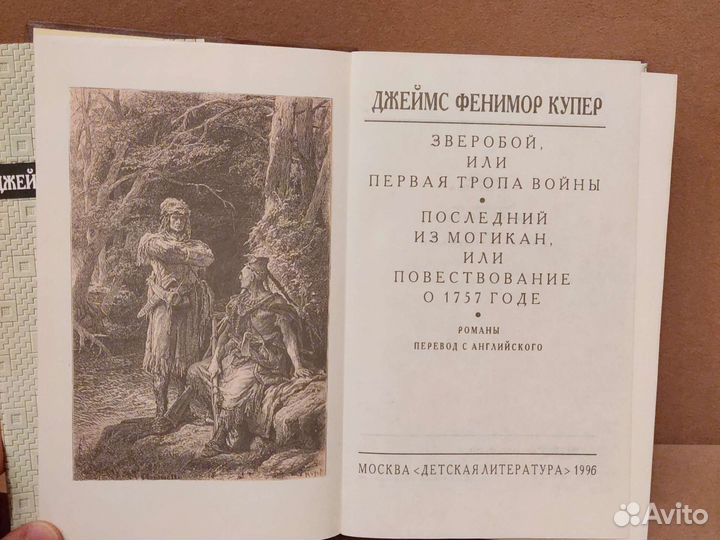 ДЖЕЙ
ДЖЕЙМС ФЕНИМОР КУПЕР
ЗВЕРОБОЙ,
ИЛИ
ПЕРВАЯ ТРОПА ВОЙНЫ
•
ПОСЛЕДНИЙ
ИЗ МОГИКАН,
ИЛИ
ПОВЕСТВОВАНИЕ
О 1757 ГОДЕ
•
РОМАНЫ
ПЕРЕВОД С АНГЛИЙСКОГО
МОСКВА «ДЕТСКАЯ ЛИТЕРАТУРА» 1996
Avito